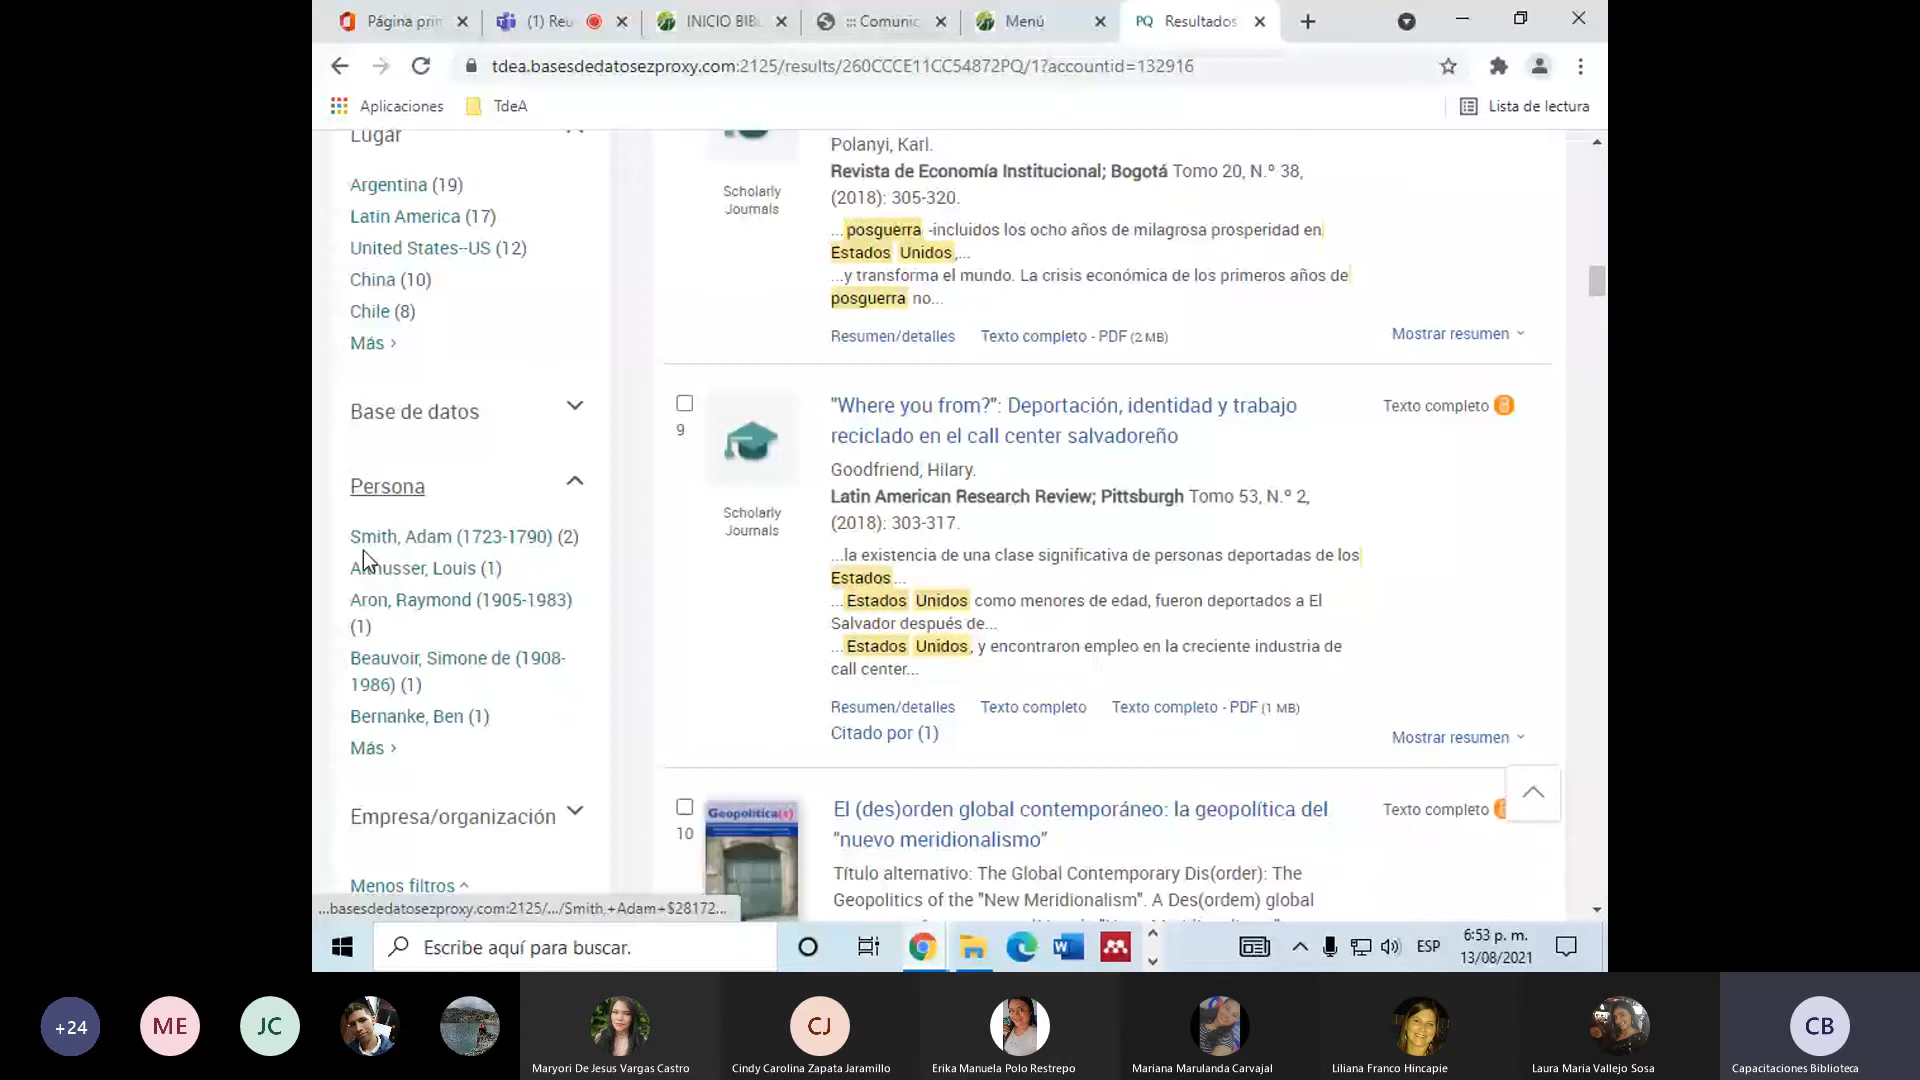 Página prin
(1) Reu
INICIO BIB
::: Comunic
Menú
PQ Resultados
tdea.basesdedatosezproxy.com:2125/results/260CCCE11CC54872PQ/1?accountid=132916
Aplicaciones
TdeA
Lista de lectura
Lugar
Argentina (19)
Latin America (17)
United States--US (12)
China (10)
Chile (8)
Más ›
Base de datos
Persona
Smith, Adam (1723-1790) (2)
Althusser, Louis (1)
Aron, Raymond (1905-1983)
(1)
Beauvoir, Simone de (1908-
1986) (1)
Bernanke, Ben (1)
Más ›
Empresa/organización
Menos filtros
...basesdedatosezproxy.com:2125/.../Smith,+Adam+$28172...
Polanyi, Karl.
Revista de Economía Institucional; Bogotá Tomo 20, N.º 38,
(2018): 305-320.
Scholarly
Journals
...posguerra -incluidos los ocho años de milagrosa prosperidad en
Estados Unidos,...
...y transforma el mundo. La crisis económica de los primeros años de
posguerra no...
Resumen/detalles Texto completo - PDF (2 MB)
Mostrar resumen
9
"Where you from?": Deportación, identidad y trabajo
reciclado en el call center salvadoreño
Texto completo
Goodfriend, Hilary.
Latin American Research Review; Pittsburgh Tomo 53, N.º 2,
(2018): 303-317.
Scholarly
Journals
...la existencia de una clase significativa de personas deportadas de los
Estados...
...Estados Unidos como menores de edad, fueron deportados a El
Salvador después de...
...Estados Unidos, y encontraron empleo en la creciente industria de
call center...
Resumen/detalles Texto completo Texto completo - PDF (1 MB)
Citado por (1)
Mostrar resumen
10
Geopolítica(s)
El (des)orden global contemporáneo: la geopolítica del
"nuevo meridionalismo"
Texto completo
Título alternativo: The Global Contemporary Dis(order): The
Geopolitics of the "New Meridionalism". A Des(ordem) global
Escribe aquí para buscar.
ESP
6:53 p. m.
13/08/2021
+24
ME
JC
CJ
CB
Maryori De Jesus Vargas Castro
Cindy Carolina Zapata Jaramillo
Erika Manuela Polo Restrepo
Mariana Marulanda Carvajal
Liliana Franco Hincapie
Laura Maria Vallejo Sosa
Capacitaciones Biblioteca